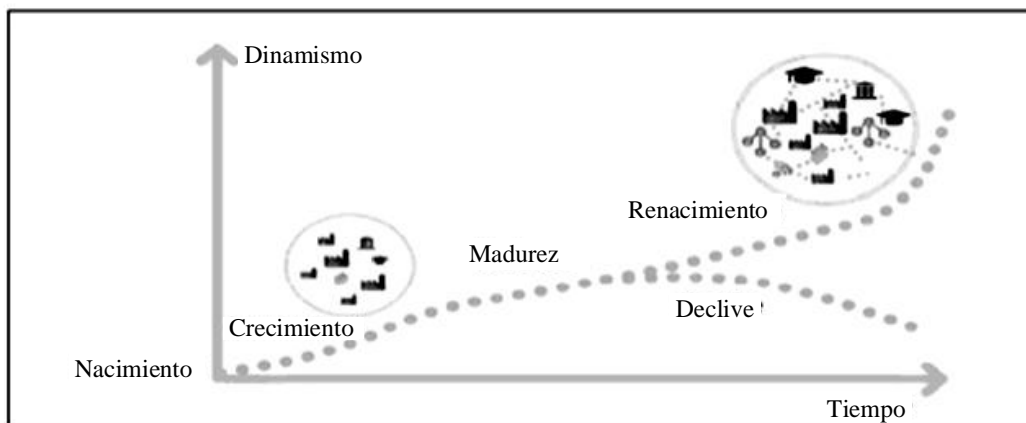 Dinamismo
Renacimiento
Madurez
Declive
Crecimiento
Nacimiento
Tiempo